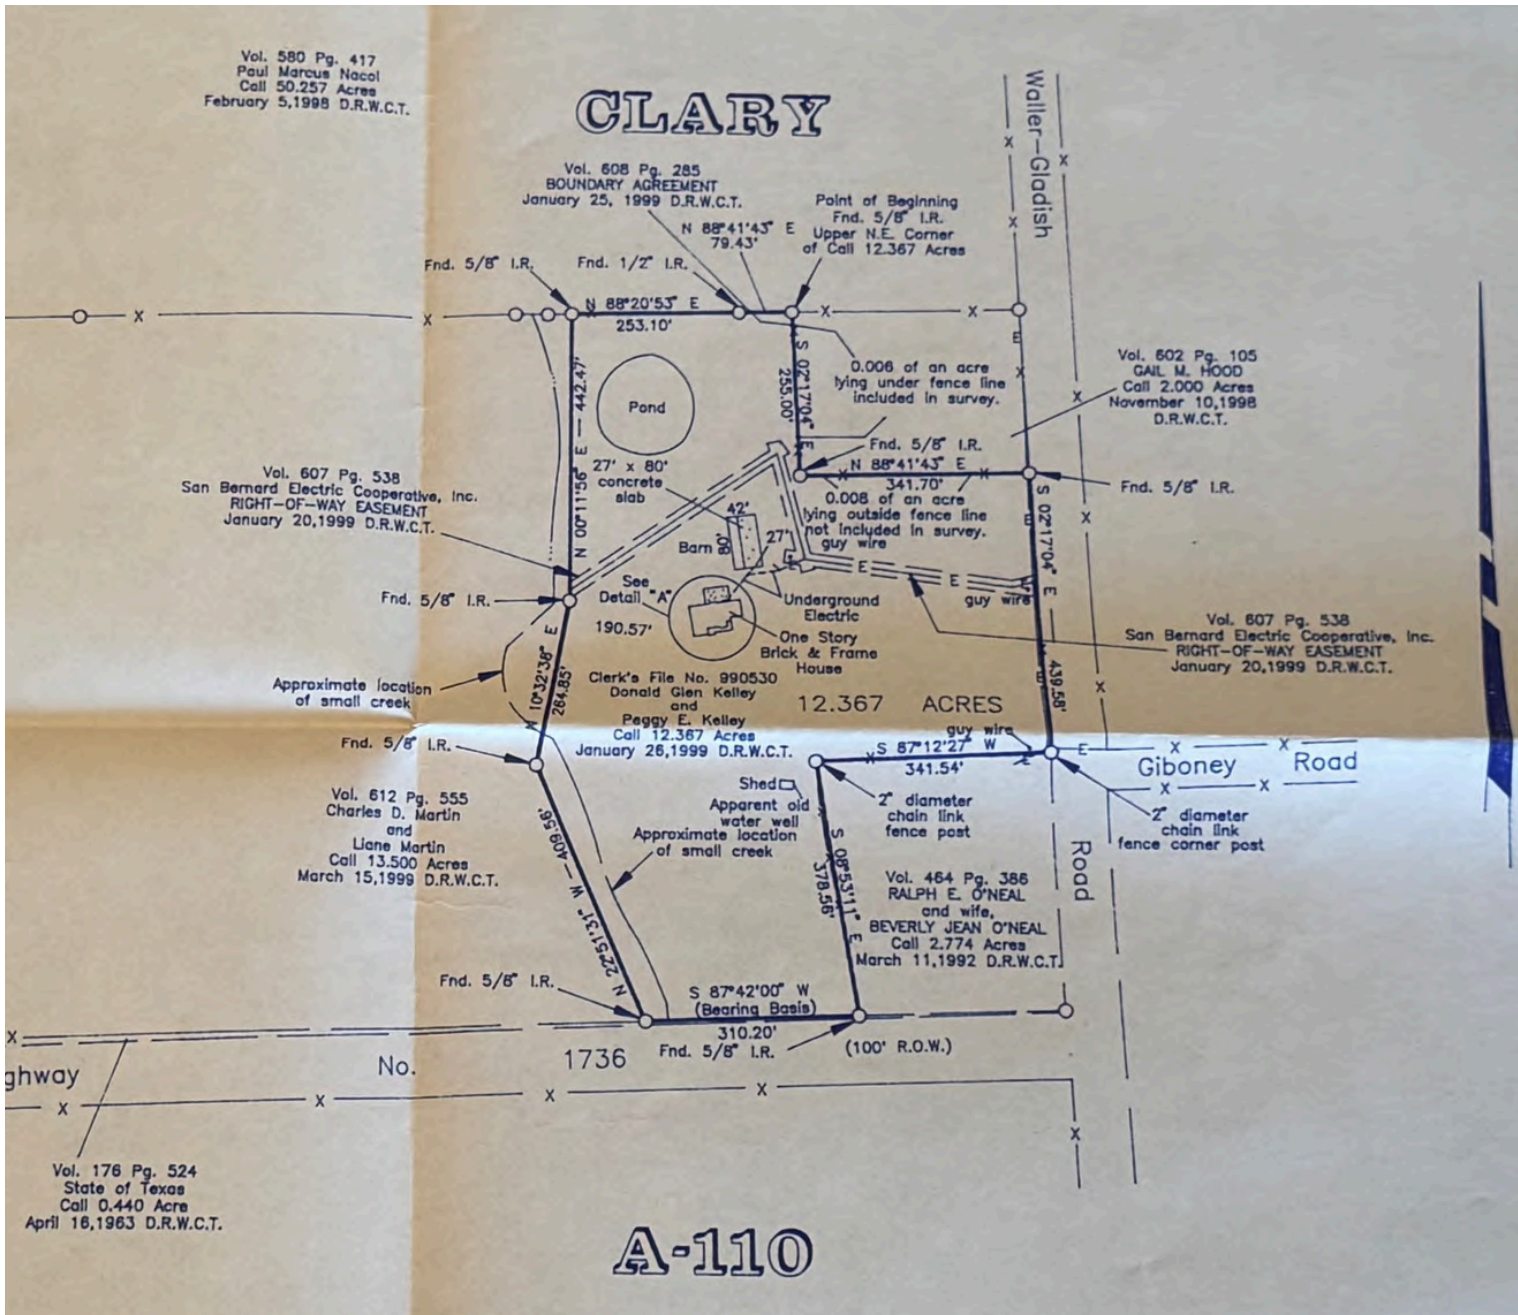 Vol. 580 Pg. 417
Paul Marcus Nacol
Call 50.257 Acres
February 5,1998 D.R.W.C.T.
CLARY
Waller-Gladish
Vol. 608 Pg. 285
BOUNDARY AGREEMENT
January 25, 1999 D.R.W.C.T.
Point of Beginning
Fnd. 5/8" I.R.
Upper N.E. Corner
of Call 12.367 Acres
N 88°41'43" E
79.43'
Fnd. 5/8" I.R.
Fnd. 1/2" I.R.
N 88°20'53" E
253.10'
S 02°17'04" E
255.00'
0.006 of an acre
lying under fence line
included in survey.
Vol. 602 Pg. 105
GAIL M. HOOD
Call 2.000 Acres
November 10,1998
D.R.W.C.T.
Pond
N 00°11'56" E — 442.47'
Fnd. 5/8" I.R.
N 88°41'43" E
341.70'
Fnd. 5/8" I.R.
0.008 of an acre
lying outside fence line
not included in survey.
guy wire
27' x 80'
concrete
slab
Vol. 607 Pg. 538
San Bernard Electric Cooperative, Inc.
RIGHT-OF-WAY EASEMENT
January 20,1999 D.R.W.C.T.
42'
Barn
80'
27'
S 02°17'04" E — 439.58'
E
E
guy wire
See
Detail "A"
190.57'
Underground
Electric
One Story
Brick & Frame
House
Fnd. 5/8" I.R.
Vol. 607 Pg. 538
San Bernard Electric Cooperative, Inc.
RIGHT-OF-WAY EASEMENT
January 20,1999 D.R.W.C.T.
N 10°32'38" E
264.85'
Approximate location
of small creek
Clerk's File No. 990530
Donald Glen Kelley
and
Peggy E. Kelley
Call 12.367 Acres
January 26,1999 D.R.W.C.T.
12.367 ACRES
guy wire
S 87°12'27" W
341.54'
Fnd. 5/8" I.R.
E
Giboney Road
Shed
Apparent old
water well
2" diameter
chain link
fence post
2" diameter
chain link
fence corner post
Vol. 612 Pg. 555
Charles D. Martin
and
Liane Martin
Call 13.500 Acres
March 15,1999 D.R.W.C.T.
Approximate location
of small creek
N 22°51'31" W — 409.56'
S 08°53'11" E
378.56'
Road
Vol. 464 Pg. 386
RALPH E. O'NEAL
and wife,
BEVERLY JEAN O'NEAL
Call 2.774 Acres
March 11,1992 D.R.W.C.T.
Fnd. 5/8" I.R.
S 87°42'00" W
(Bearing Basis)
310.20'
Fnd. 5/8" I.R.
(100' R.O.W.)
ghway No. 1736
Vol. 176 Pg. 524
State of Texas
Call 0.440 Acre
April 16,1963 D.R.W.C.T.
A-110